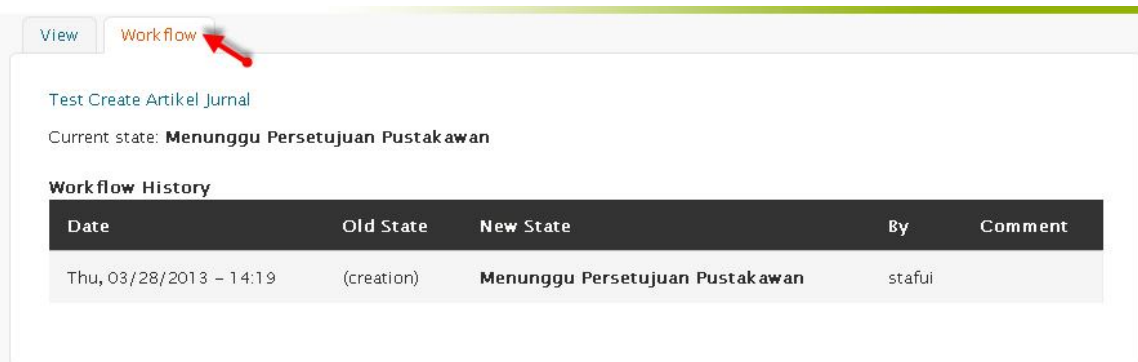 View Workflow
Test Create Artikel Jurnal
Current state: Menunggu Persetujuan Pustakawan
Workflow History
Date Old State New State By Comment
Thu, 03/28/2013 – 14:19 (creation) Menunggu Persetujuan Pustakawan stafui